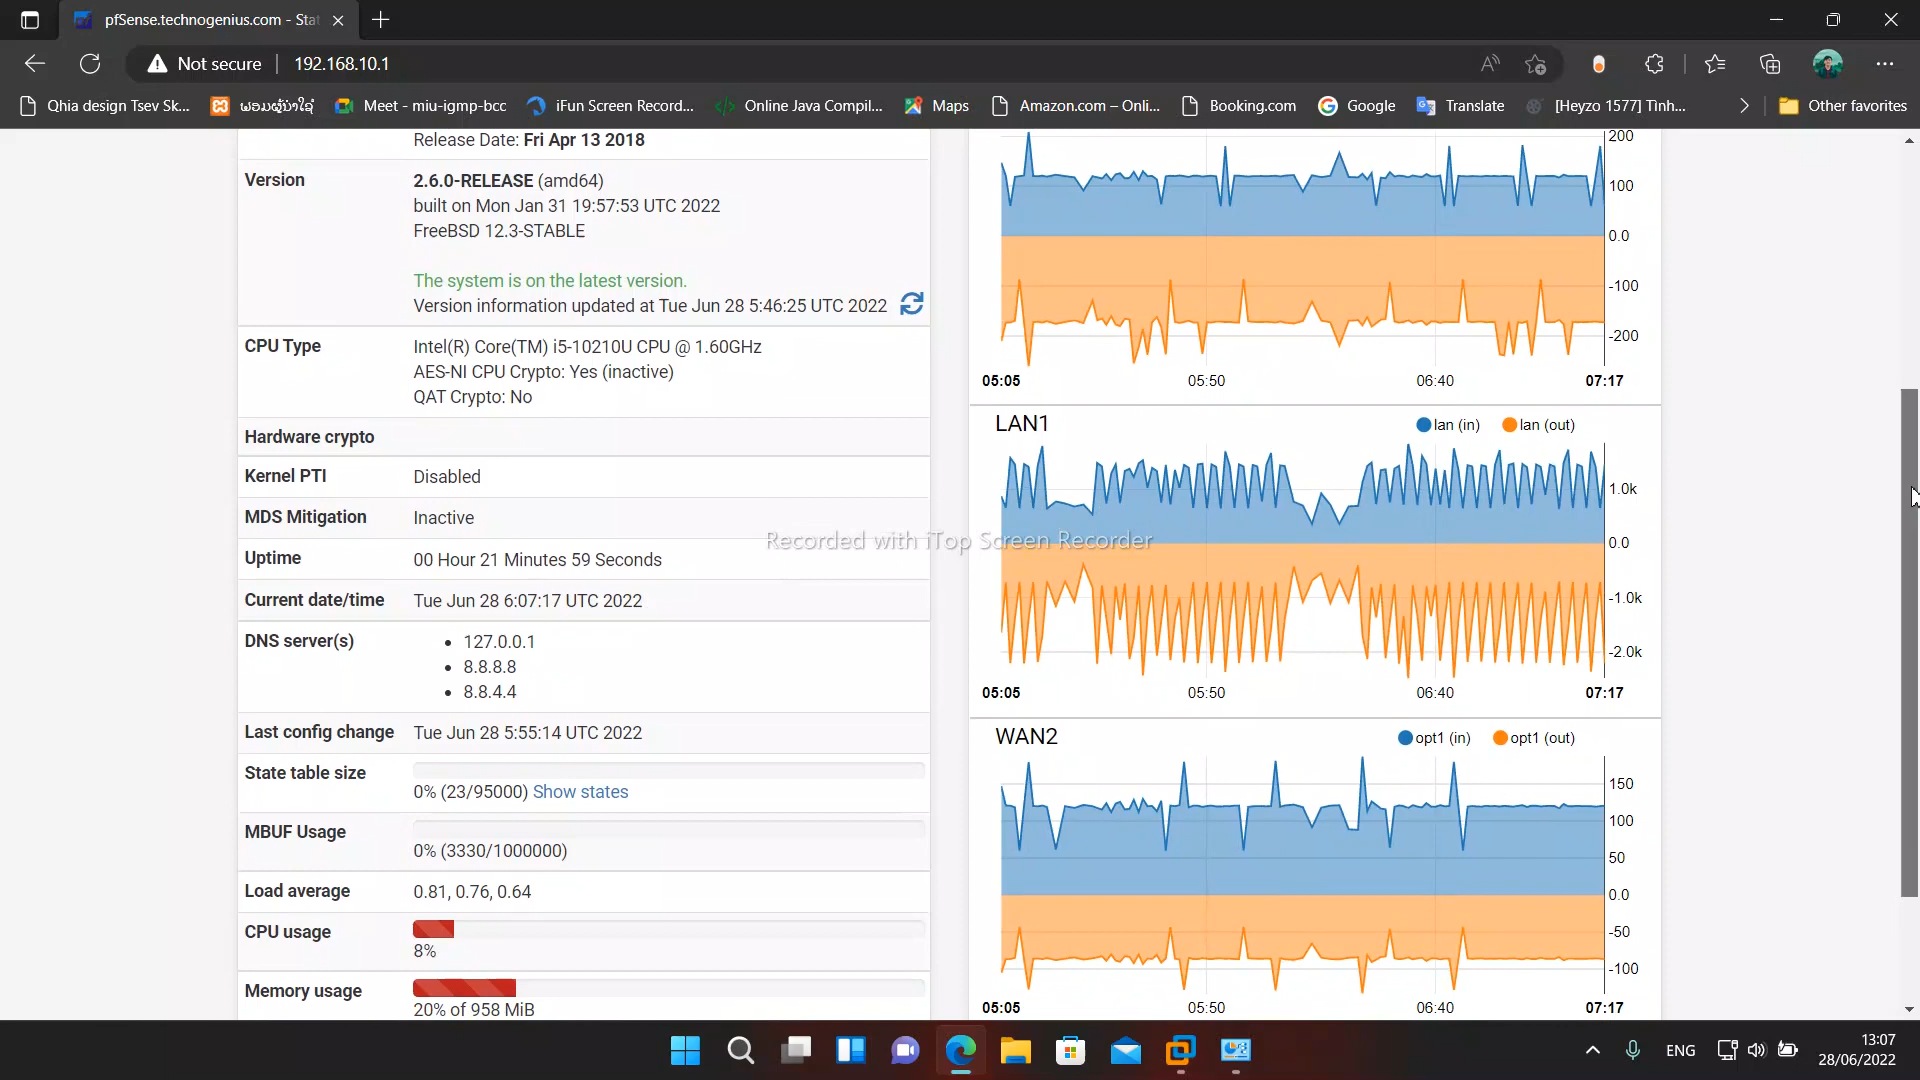 pfSense.technogenius.com - Sta
Not secure
192.168.10.1
Qhia design Tsev Sk...
Meet - miu-igmp-bcc
iFun Screen Record...
Online Java Compil...
Maps
Amazon.com – Onli...
Booking.com
Google
Translate
[Heyzo 1577] Tình...
Other favorites
Release Date: Fri Apr 13 2018
Version
2.6.0-RELEASE (amd64)
built on Mon Jan 31 19:57:53 UTC 2022
FreeBSD 12.3-STABLE
The system is on the latest version.
Version information updated at Tue Jun 28 5:46:25 UTC 2022
CPU Type
Intel(R) Core(TM) i5-10210U CPU @ 1.60GHz
AES-NI CPU Crypto: Yes (inactive)
QAT Crypto: No
Hardware crypto
Kernel PTI
Disabled
MDS Mitigation
Inactive
Uptime
00 Hour 21 Minutes 59 Seconds
Current date/time
Tue Jun 28 6:07:17 UTC 2022
DNS server(s)
127.0.0.1
8.8.8.8
8.8.4.4
Last config change
Tue Jun 28 5:55:14 UTC 2022
State table size
0% (23/95000) Show states
MBUF Usage
0% (3330/1000000)
Load average
0.81, 0.76, 0.64
CPU usage
8%
Memory usage
20% of 958 MiB
200
100
0.0
-100
-200
05:05
05:50
06:40
07:17
LAN1
lan (in)
lan (out)
1.0k
0.0
-1.0k
-2.0k
05:05
05:50
06:40
07:17
WAN2
opt1 (in)
opt1 (out)
150
100
50
0.0
-50
-100
05:05
05:50
06:40
07:17
Recorded with iTop Screen Recorder
ENG
13:07
28/06/2022